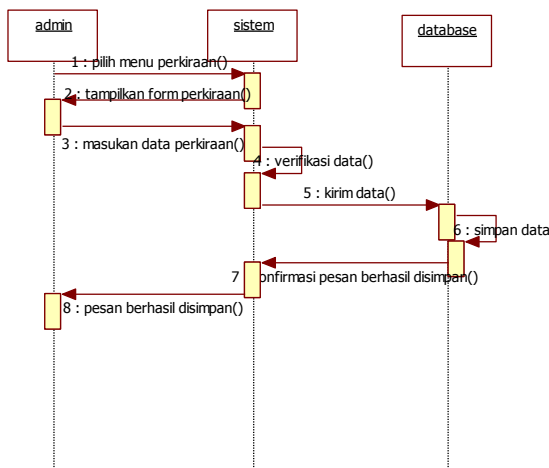 admin
sistem
database
1 : pilih menu perkiraan()
2 : tampilkan form perkiraan()
3 : masukan data perkiraan()
4 : verifikasi data()
5 : kirim data()
6 : simpan data
7 onfirmasi pesan berhasil disimpan()
8 : pesan berhasil disimpan()